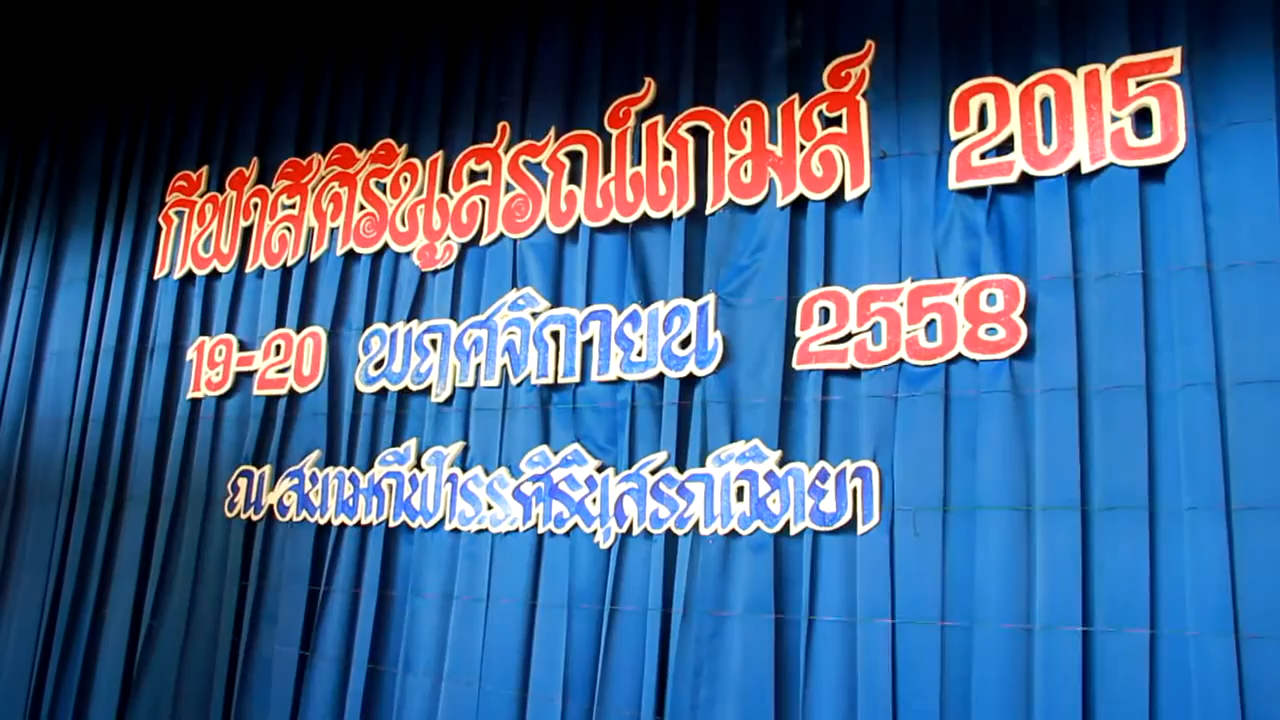 กีฬาสีศิรินุสรณ์เกมส์ 2015
19-20 พฤศจิกายน 2558
ณ สนามกีฬา ร.ร.ศิรินุสรณ์วิทยา